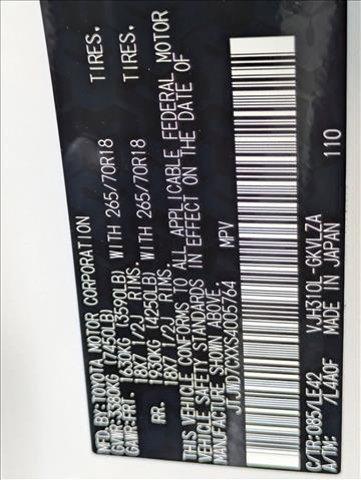 MFD.BY:TOYOTA MOTOR CORPORATION
GVWR:3380KG (7450LB)
GAWR:FRR. 1630KG (3590LB) WITH 265/70R18 TIRES.
18X7 1/2J RIMS.
RR. 1930KG (4250LB) WITH 265/70R18 TIRES.
18X7 1/2J RIMS.
THIS VEHICLE CONFORMS TO ALL APPLICABLE FEDERAL MOTOR
VEHICLE SAFETY STANDARDS IN EFFECT ON THE DATE OF
MANUFACTURE SHOWN ABOVE.
MPV
C/TR:085/LE42 VJH310L-GKVLZA
A/TM: /L4A0F MADE IN JAPAN 110